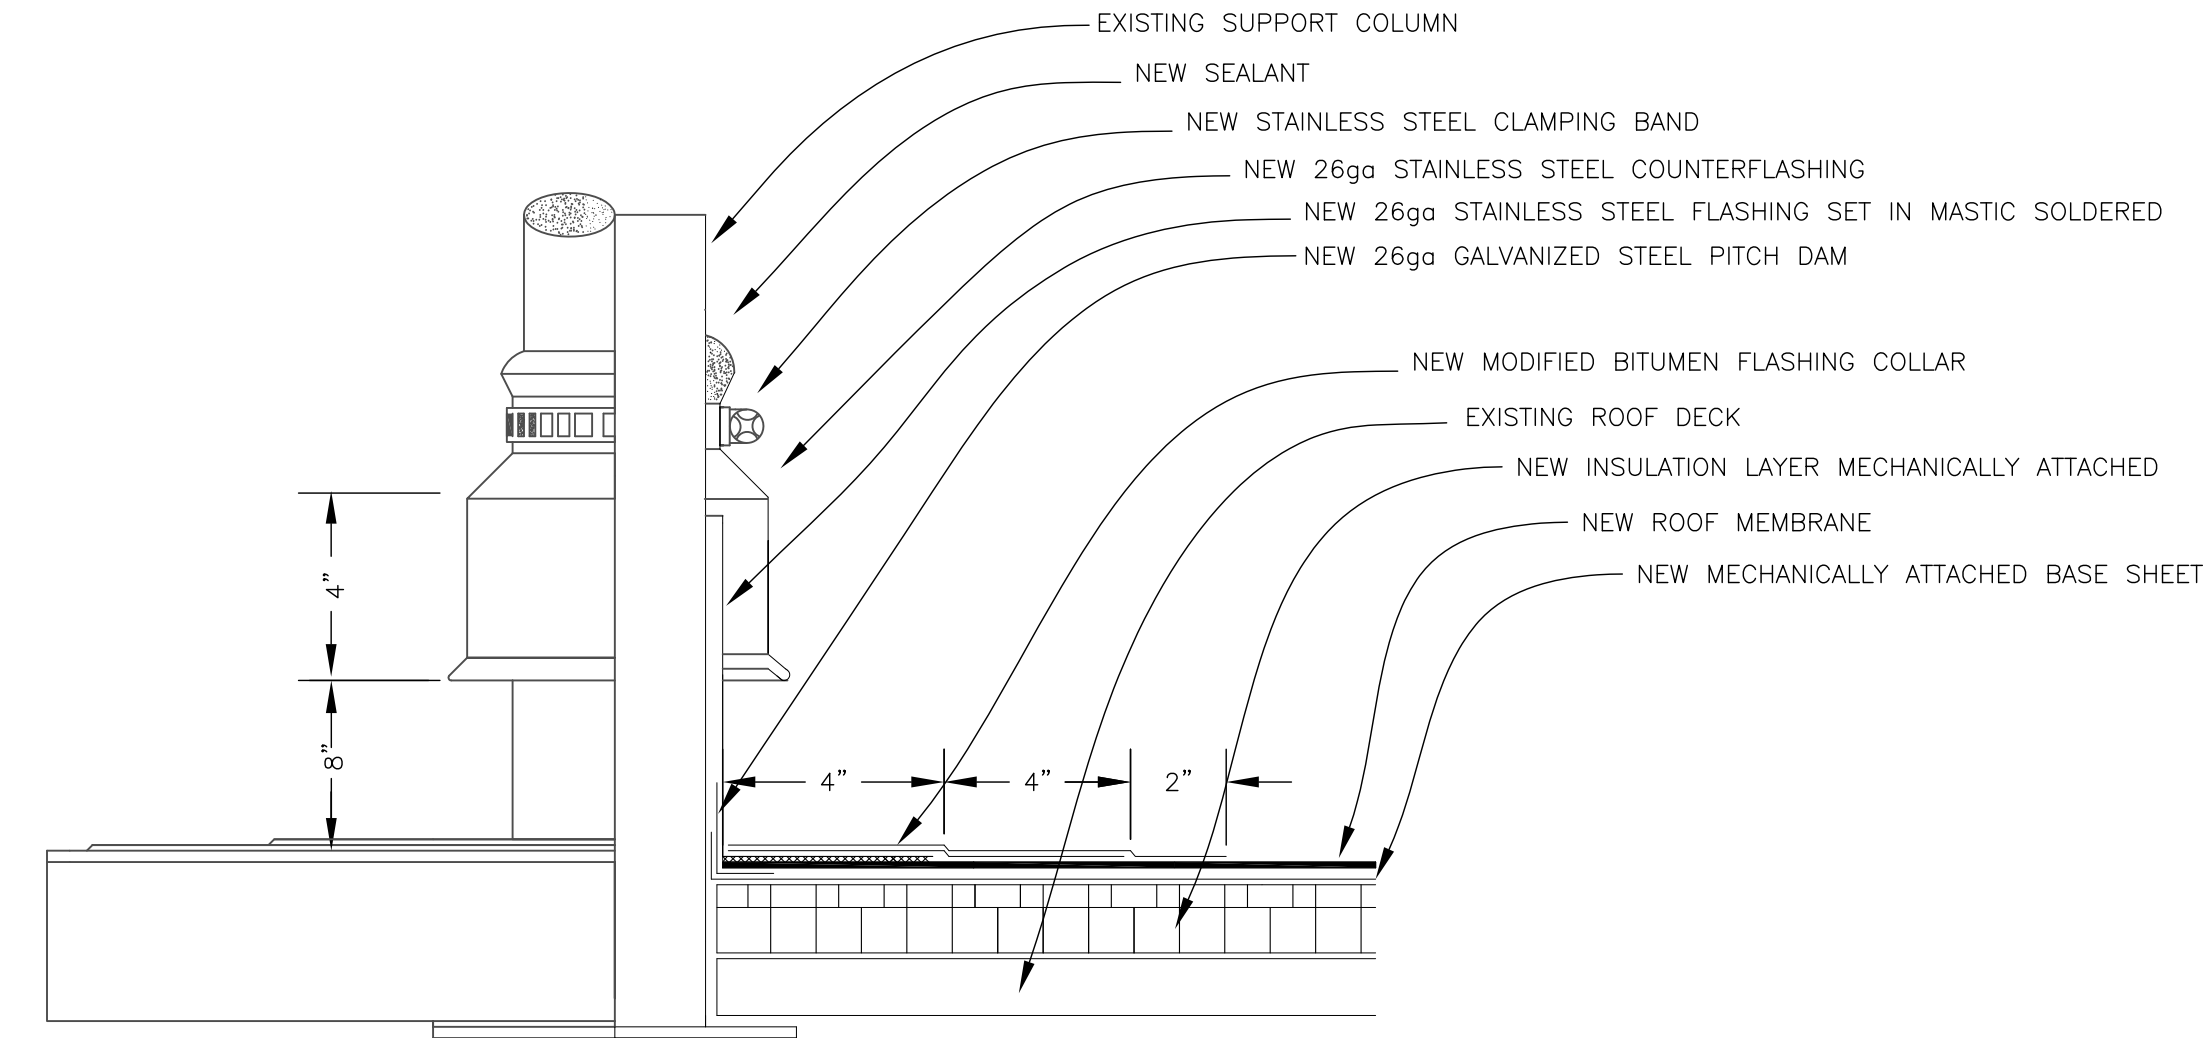 EXISTING SUPPORT COLUMN
NEW SEALANT
NEW STAINLESS STEEL CLAMPING BAND
NEW 26ga STAINLESS STEEL COUNTERFLASHING
NEW 26ga STAINLESS STEEL FLASHING SET IN MASTIC SOLDERED
NEW 26ga GALVANIZED STEEL PITCH DAM
NEW MODIFIED BITUMEN FLASHING COLLAR
EXISTING ROOF DECK
NEW INSULATION LAYER MECHANICALLY ATTACHED
NEW ROOF MEMBRANE
NEW MECHANICALLY ATTACHED BASE SHEET
4”
8”
4”
4”
2”